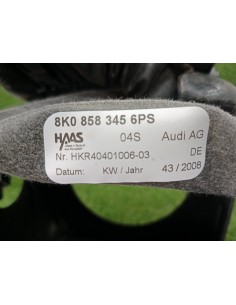 8K0 858 345 6PS
HAAS 04S Audi AG
Nr. HKR40401006-03 DE
Datum: KW / Jahr 43 / 2008